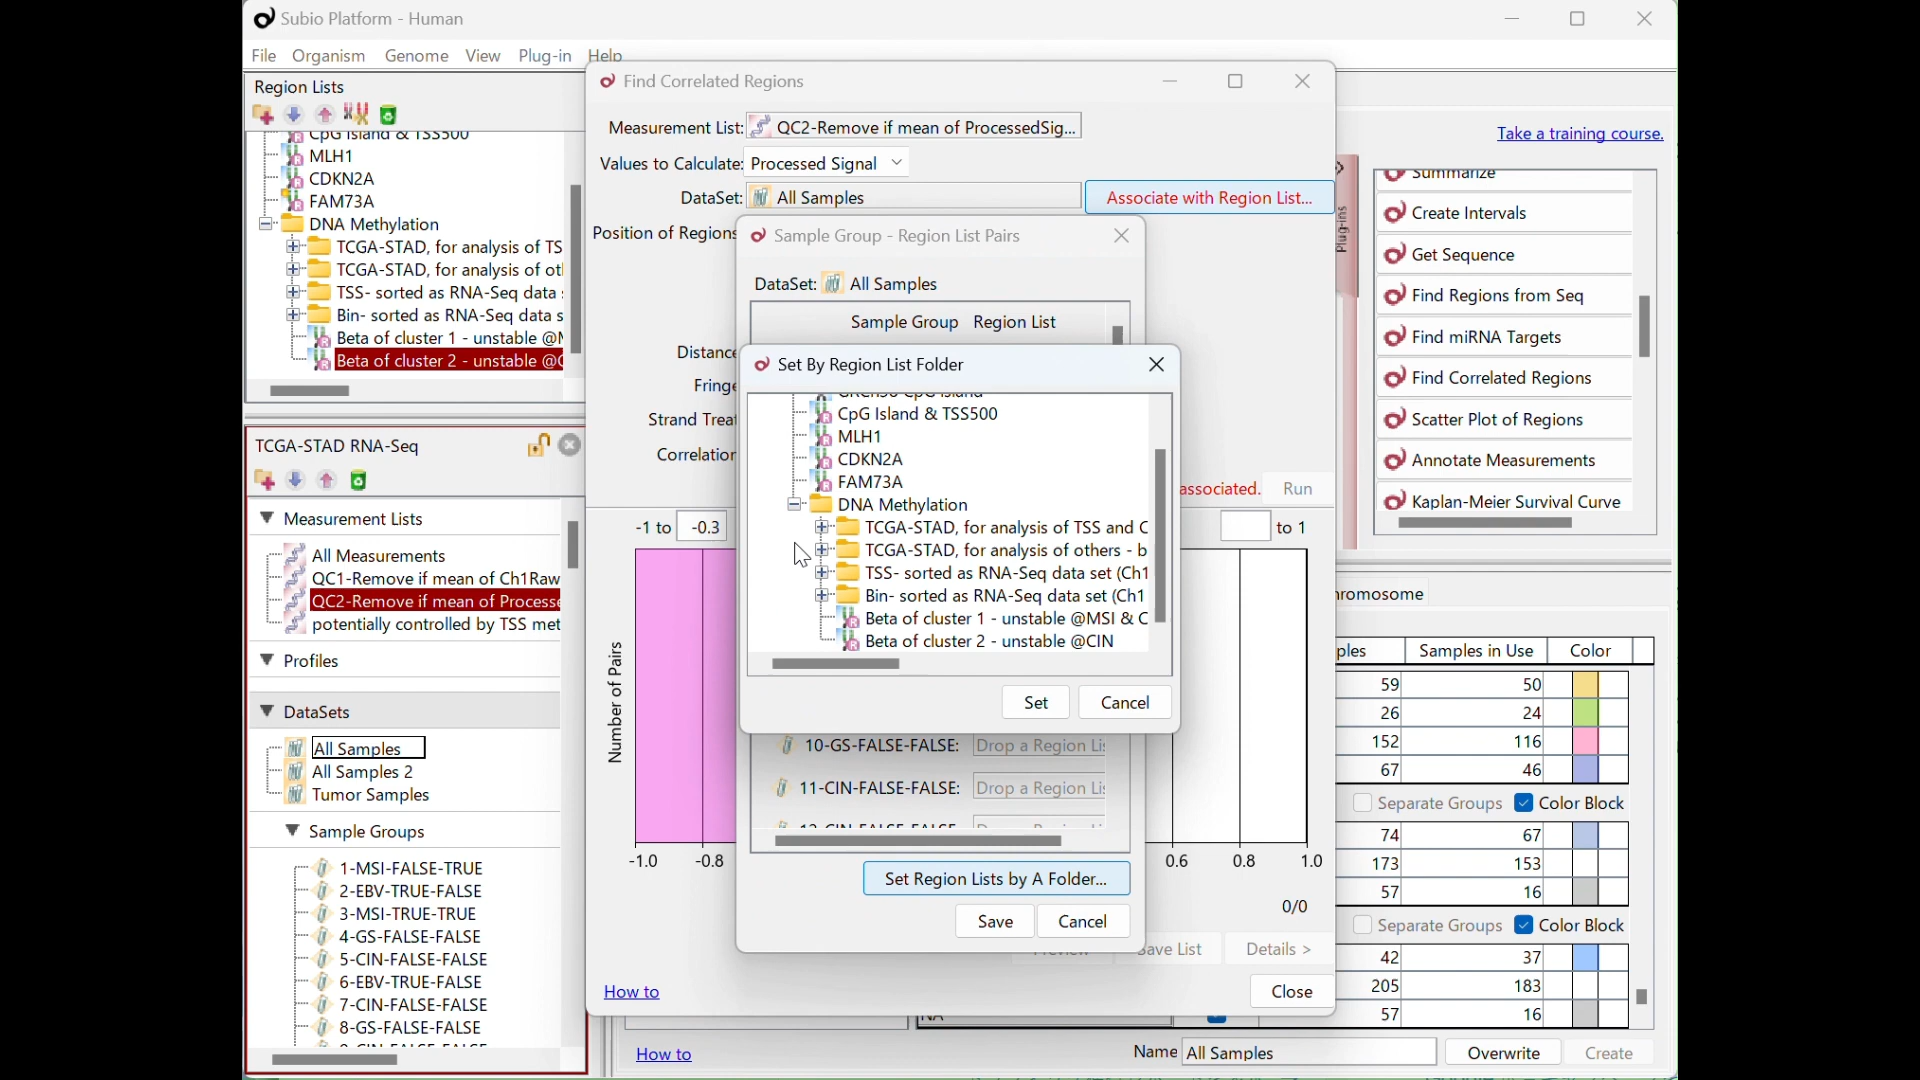 Subio Platform - Human
File Organism Genome View Plug-in Help
Region Lists
CpG Island & TSS500
MLH1
CDKN2A
FAM73A
DNA Methylation
TCGA-STAD, for analysis of TS
TCGA-STAD, for analysis of ot
TSS- sorted as RNA-Seq data
Bin- sorted as RNA-Seq data s
Beta of cluster 1 - unstable @
Beta of cluster 2 - unstable @
TCGA-STAD RNA-Seq
Measurement Lists
All Measurements
QC1-Remove if mean of Ch1Raw
QC2-Remove if mean of Processe
potentially controlled by TSS met
Profiles
DataSets
All Samples
All Samples 2
Tumor Samples
Sample Groups
1-MSI-FALSE-TRUE
2-EBV-TRUE-FALSE
3-MSI-TRUE-TRUE
4-GS-FALSE-FALSE
5-CIN-FALSE-FALSE
6-EBV-TRUE-FALSE
7-CIN-FALSE-FALSE
8-GS-FALSE-FALSE
Find Correlated Regions
Measurement List: QC2-Remove if mean of ProcessedSig...
Values to Calculate: Processed Signal
DataSet: All Samples Associate with Region List...
Position of Regions
Distance
Fringe
Strand Treat
Correlation
associated. Run
-1 to -0.3
to 1
Number of Pairs
-1.0 -0.8 0.6 0.8 1.0
0/0
Preview Save List Details >
How to
Close
Sample Group - Region List Pairs
DataSet: All Samples
Sample Group Region List
10-GS-FALSE-FALSE: Drop a Region Lis
11-CIN-FALSE-FALSE: Drop a Region Lis
Set Region Lists by A Folder...
Save Cancel
Set By Region List Folder
CpG Island & TSS500
MLH1
CDKN2A
FAM73A
DNA Methylation
TCGA-STAD, for analysis of TSS and C
TCGA-STAD, for analysis of others - b
TSS- sorted as RNA-Seq data set (Ch1
Bin- sorted as RNA-Seq data set (Ch1
Beta of cluster 1 - unstable @MSI & C
Beta of cluster 2 - unstable @CIN
Set Cancel
Take a training course.
Plug-ins
Summarize
Create Intervals
Get Sequence
Find Regions from Seq
Find miRNA Targets
Find Correlated Regions
Scatter Plot of Regions
Annotate Measurements
Kaplan-Meier Survival Curve
hromosome
ples Samples in Use Color
59 50
26 24
152 116
67 46
Separate Groups Color Block
74 67
173 153
57 16
Separate Groups Color Block
42 37
205 183
57 16
NA
How to
Name All Samples Overwrite Create